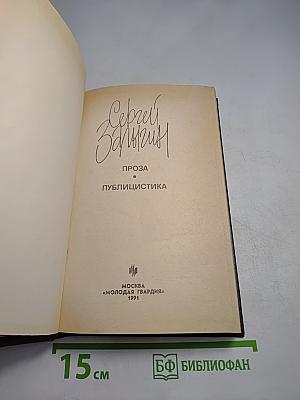 Сергей
Залыгин
ПРОЗА
•
ПУБЛИЦИСТИКА
МОСКВА
«МОЛОДАЯ ГВАРДИЯ»
1991
15 см
БФ БИБЛИОФАН